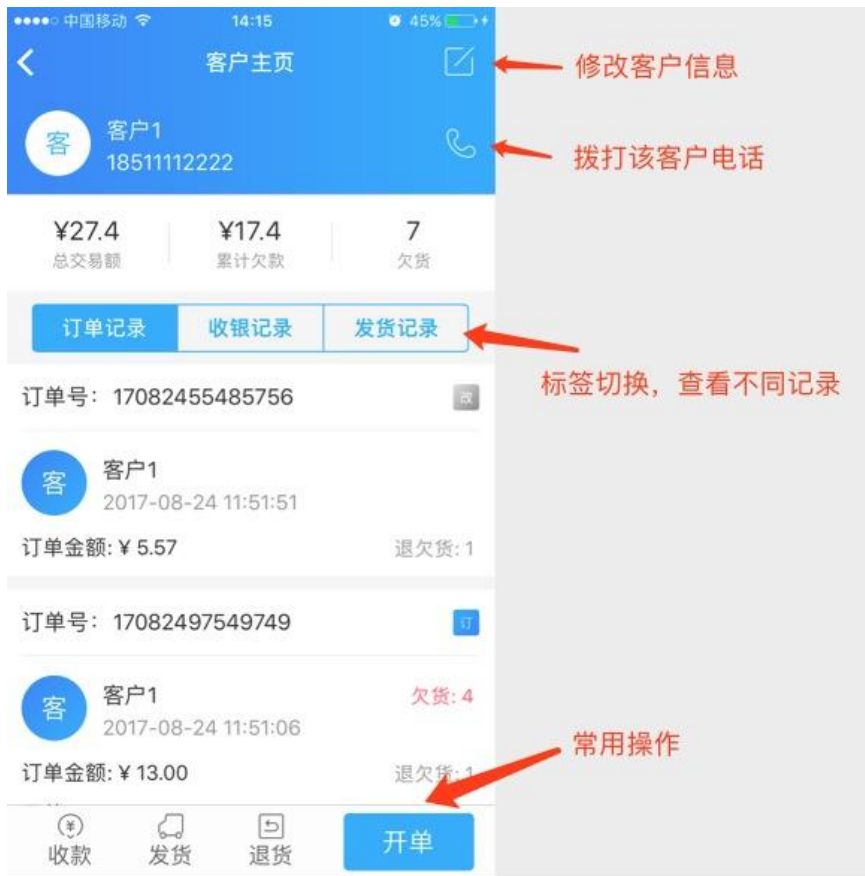 中国移动 14:15 45%
客户主页
修改客户信息
客
客户1
18511112222
拨打该客户电话
¥27.4 ¥17.4 7
总交易额 累计欠款 欠货
订单记录 收银记录 发货记录
标签切换，查看不同记录
订单号：17082455485756 改
客
客户1
2017-08-24 11:51:51
订单金额:¥ 5.57 退欠货: 1
订单号：17082497549749 订
客
客户1 欠货: 4
2017-08-24 11:51:06
常用操作
订单金额:¥ 13.00 退欠货: 1
收款 发货 退货 开单